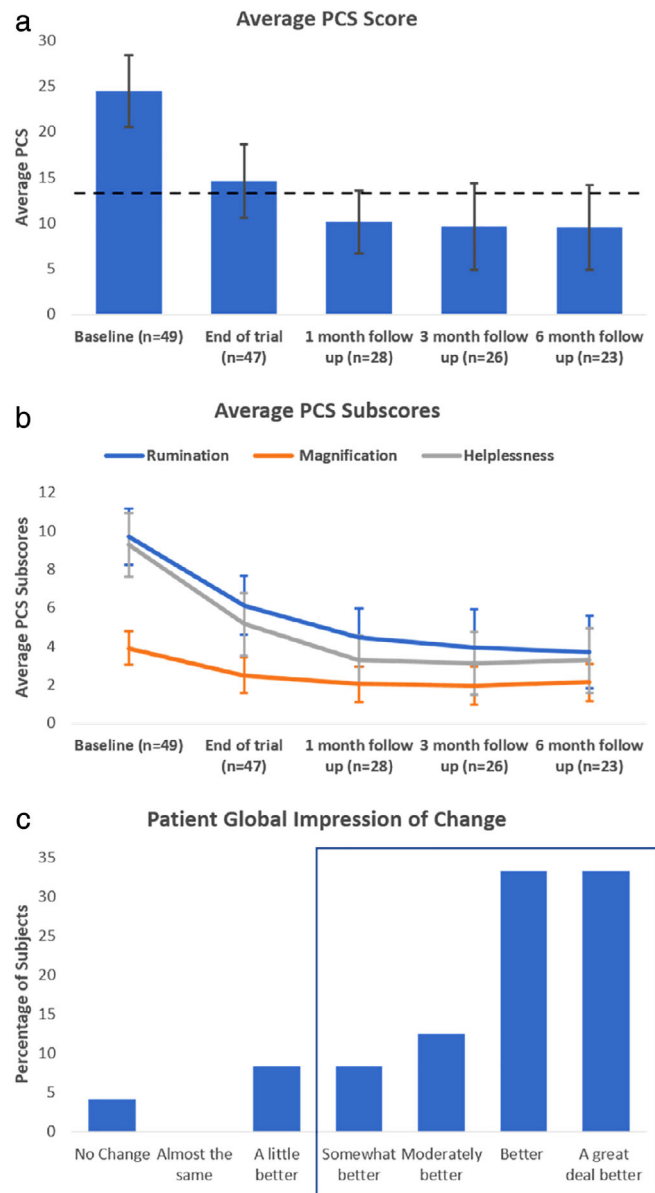 a
Average PCS Score
Average PCS
30
25
20
15
10
5
0
Baseline (n=49) End of trial 1 month follow 3 month follow 6 month follow
(n=47) up (n=28) up (n=26) up (n=23)
b
Average PCS Subscores
Rumination Magnification Helplessness
Average PCS Subscores
12
10
8
6
4
2
0
Baseline (n=49) End of trial 1 month follow 3 month follow 6 month follow
(n=47) up (n=28) up (n=26) up (n=23)
c
Patient Global Impression of Change
Percentage of Subjects
35
30
25
20
15
10
5
0
No Change Almost the A little Somewhat Moderately Better A great
same better better better deal better